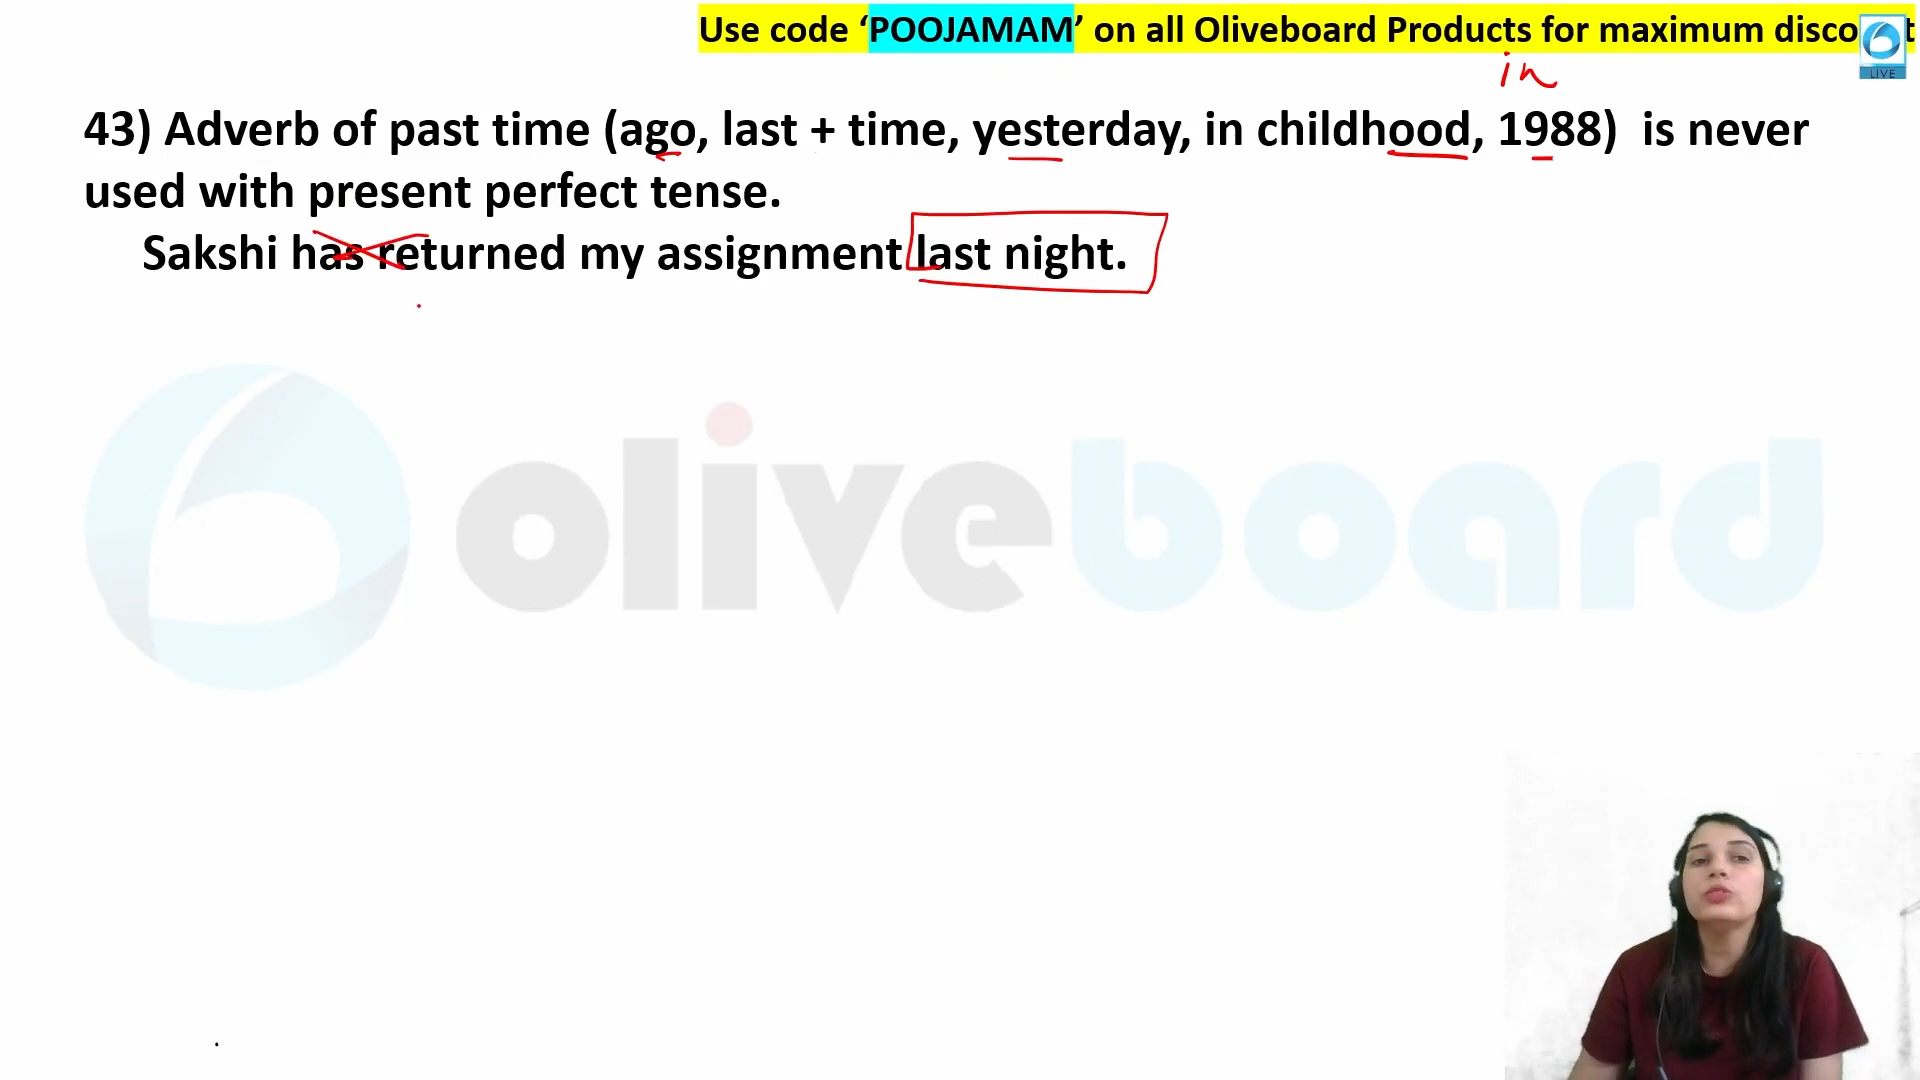 Use code ‘POOJAMAM’ on all Oliveboard Products for maximum disco t
LIVE
in
43) Adverb of past time (ago, last + time, yesterday, in childhood, 1988)  is never
used with present perfect tense.
Sakshi has returned my assignment last night.
oliveboard